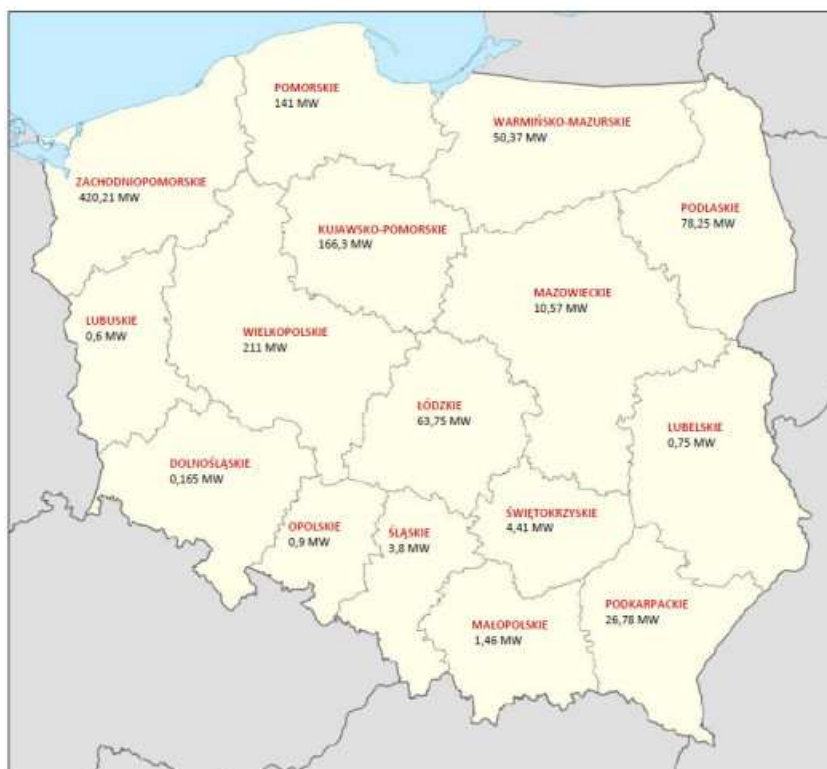 POMORSKIE
141 MW
WARMIŃSKO-MAZURSKIE
50,37 MW
ZACHODNIOPOMORSKIE
420,21 MW
PODLASKIE
78,25 MW
KUJAWSKO-POMORSKIE
166,3 MW
MAZOWIECKIE
10,57 MW
LUBUSKIE
0,6 MW
WIELKOPOLSKIE
211 MW
ŁÓDZKIE
63,75 MW
LUBELSKIE
0,75 MW
DOLNOŚLĄSKIE
0,165 MW
OPOLSKIE
0,9 MW
ŚLĄSKIE
3,8 MW
ŚWIĘTOKRZYSKIE
4,41 MW
MAŁOPOLSKIE
1,46 MW
PODKARPACKIE
26,78 MW